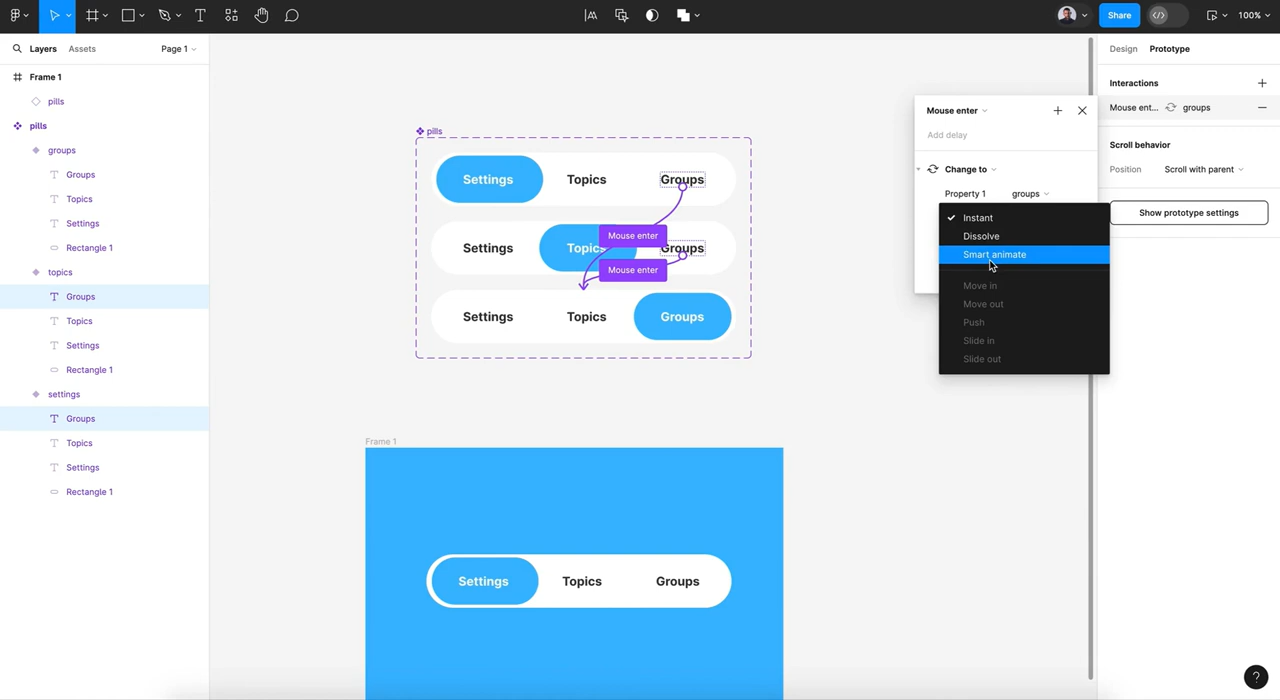 Share
100%
Layers
Assets
Page 1
Frame 1
pills
pills
groups
Groups
Topics
Settings
Rectangle 1
topics
Groups
Topics
Settings
Rectangle 1
settings
Groups
Topics
Settings
Rectangle 1
pills
Settings Topics Groups
Mouse enter
Settings Topics Groups
Mouse enter
Settings Topics Groups
Frame 1
Settings Topics Groups
Mouse enter
Add delay
Change to
Property 1 groups
Instant
Dissolve
Smart animate
Move in
Move out
Push
Slide in
Slide out
Design Prototype
Interactions
Mouse ent... groups
Scroll behavior
Position Scroll with parent
Show prototype settings
?